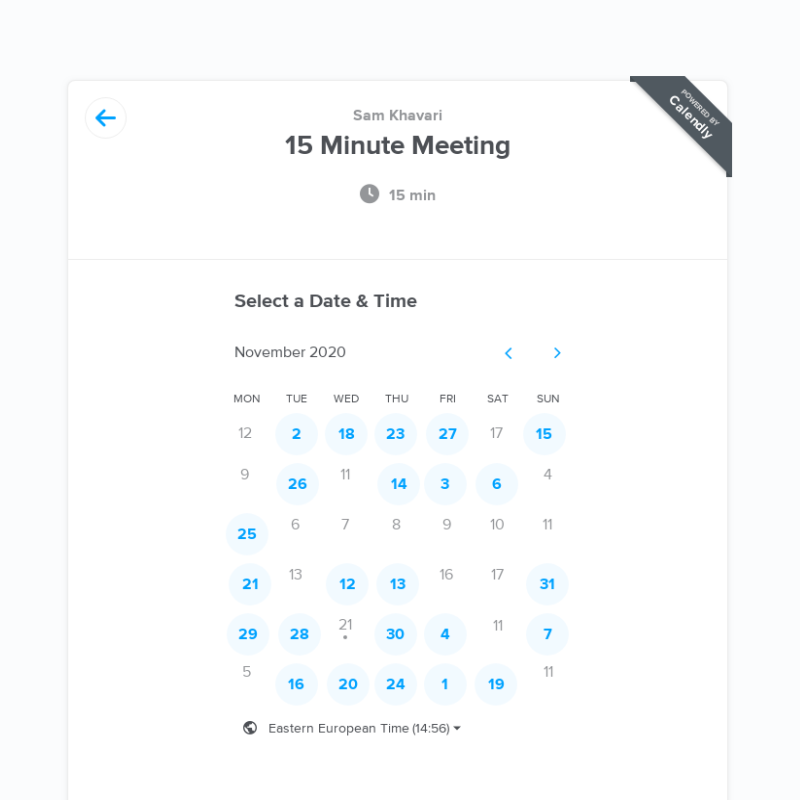 POWERED BY
Calendly
Sam Khavari
15 Minute Meeting
15 min
Select a Date & Time
November 2020
MON TUE WED THU FRI SAT SUN
12 2 18 23 27 17 15
9 26 11 14 3 6 4
25 6 7 8 9 10 11
21 13 12 13 16 17 31
29 28 21 30 4 11 7
5 16 20 24 1 19 11
Eastern European Time (14:56)